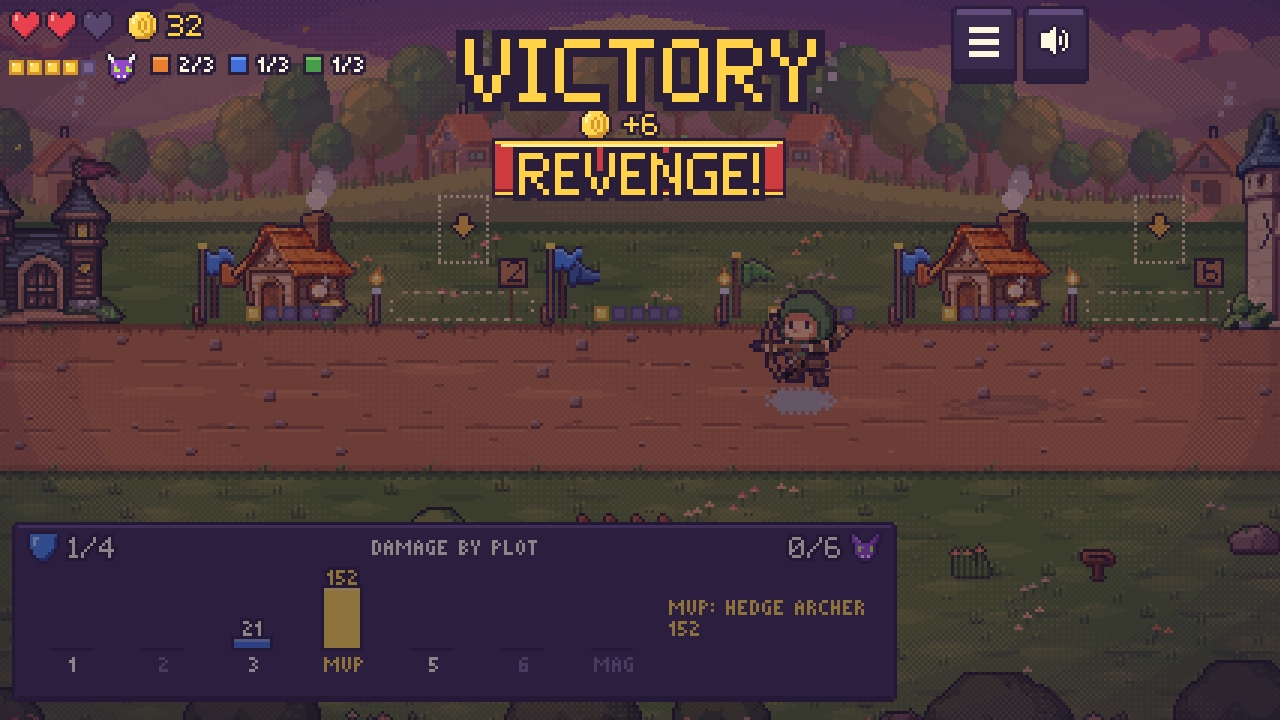 32
2/3 1/3 1/3
VICTORY
+6
REVENGE!
2
6
1/4 DAMAGE BY PLOT 0/6
152
MVP: HEDGE ARCHER
21 152
1 2 3 MVP 5 6 MAG